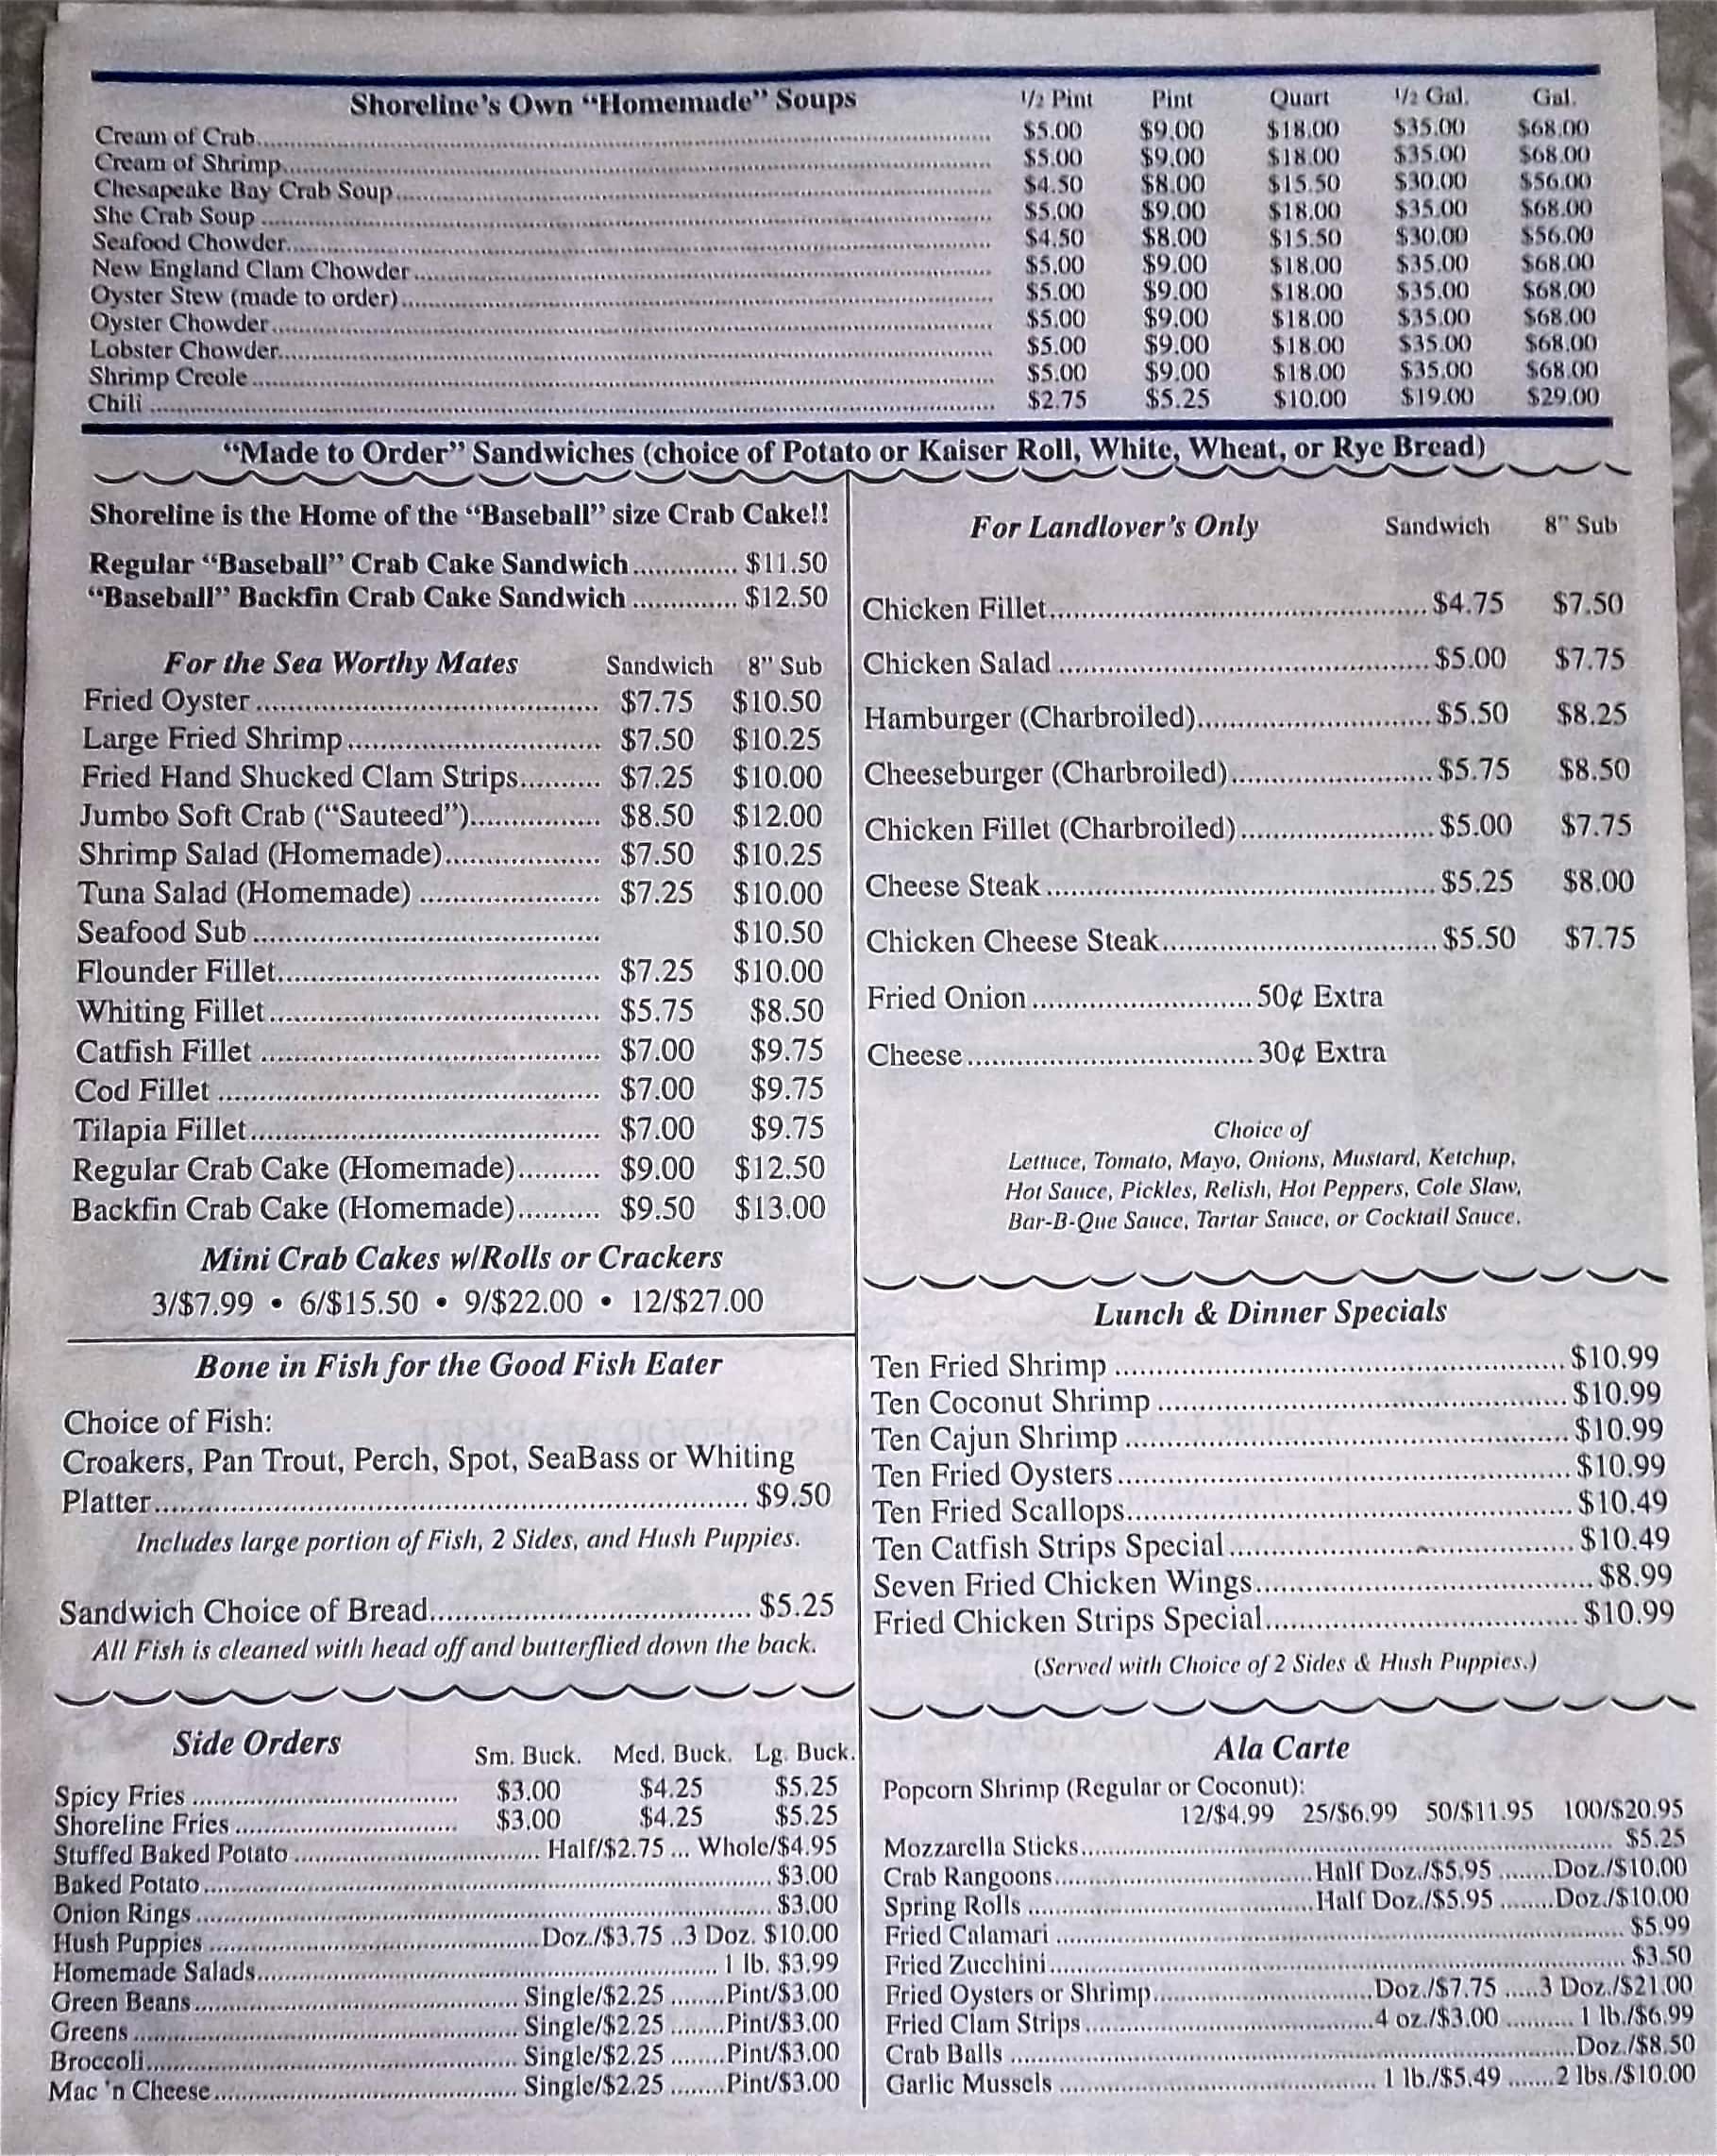 Shoreline's Own "Homemade" Soups 1/2 Pint Pint Quart 1/2 Gal. Gal.
Cream of Crab $5.00 $9.00 $18.00 $35.00 $68.00
Cream of Shrimp $5.00 $9.00 $18.00 $35.00 $68.00
Chesapeake Bay Crab Soup $4.50 $8.00 $15.50 $30.00 $56.00
She Crab Soup $5.00 $9.00 $18.00 $35.00 $68.00
Seafood Chowder $4.50 $8.00 $15.50 $30.00 $56.00
New England Clam Chowder $5.00 $9.00 $18.00 $35.00 $68.00
Oyster Stew (made to order) $5.00 $9.00 $18.00 $35.00 $68.00
Oyster Chowder $5.00 $9.00 $18.00 $35.00 $68.00
Lobster Chowder $5.00 $9.00 $18.00 $35.00 $68.00
Shrimp Creole $5.00 $9.00 $18.00 $35.00 $68.00
Chili $2.75 $5.25 $10.00 $19.00 $29.00
"Made to Order" Sandwiches (choice of Potato or Kaiser Roll, White, Wheat, or Rye Bread)
Shoreline is the Home of the "Baseball" size Crab Cake!!
Regular "Baseball" Crab Cake Sandwich $11.50
"Baseball" Backfin Crab Cake Sandwich $12.50
For the Sea Worthy Mates Sandwich 8" Sub
Fried Oyster $7.75 $10.50
Large Fried Shrimp $7.50 $10.25
Fried Hand Shucked Clam Strips $7.25 $10.00
Jumbo Soft Crab ("Sauteed") $8.50 $12.00
Shrimp Salad (Homemade) $7.50 $10.25
Tuna Salad (Homemade) $7.25 $10.00
Seafood Sub $10.50
Flounder Fillet $7.25 $10.00
Whiting Fillet $5.75 $8.50
Catfish Fillet $7.00 $9.75
Cod Fillet $7.00 $9.75
Tilapia Fillet $7.00 $9.75
Regular Crab Cake (Homemade) $9.00 $12.50
Backfin Crab Cake (Homemade) $9.50 $13.00
Mini Crab Cakes w/Rolls or Crackers
3/$7.99 • 6/$15.50 • 9/$22.00 • 12/$27.00
Bone in Fish for the Good Fish Eater
Choice of Fish:
Croakers, Pan Trout, Perch, Spot, SeaBass or Whiting
Platter $9.50
Includes large portion of Fish, 2 Sides, and Hush Puppies.
Sandwich Choice of Bread $5.25
All Fish is cleaned with head off and butterflied down the back.
Side Orders Sm. Buck. Med. Buck. Lg. Buck.
Spicy Fries $3.00 $4.25 $5.25
Shoreline Fries $3.00 $4.25 $5.25
Stuffed Baked Potato Half/$2.75 ... Whole/$4.95
Baked Potato $3.00
Onion Rings $3.00
Hush Puppies Doz./$3.75 ..3 Doz. $10.00
Homemade Salads 1 lb. $3.99
Green Beans Single/$2.25 ........Pint/$3.00
Greens Single/$2.25 ........Pint/$3.00
Broccoli Single/$2.25 ........Pint/$3.00
Mac 'n Cheese Single/$2.25 ........Pint/$3.00
For Landlover's Only Sandwich 8" Sub
Chicken Fillet $4.75 $7.50
Chicken Salad $5.00 $7.75
Hamburger (Charbroiled) $5.50 $8.25
Cheeseburger (Charbroiled) $5.75 $8.50
Chicken Fillet (Charbroiled) $5.00 $7.75
Cheese Steak $5.25 $8.00
Chicken Cheese Steak $5.50 $7.75
Fried Onion 50¢ Extra
Cheese 30¢ Extra
Choice of
Lettuce, Tomato, Mayo, Onions, Mustard, Ketchup,
Hot Sauce, Pickles, Relish, Hot Peppers, Cole Slaw,
Bar-B-Que Sauce, Tartar Sauce, or Cocktail Sauce.
Lunch & Dinner Specials
Ten Fried Shrimp $10.99
Ten Coconut Shrimp $10.99
Ten Cajun Shrimp $10.99
Ten Fried Oysters $10.99
Ten Fried Scallops $10.49
Ten Catfish Strips Special $10.49
Seven Fried Chicken Wings $8.99
Fried Chicken Strips Special $10.99
(Served with Choice of 2 Sides & Hush Puppies.)
Ala Carte
Popcorn Shrimp (Regular or Coconut):
12/$4.99 25/$6.99 50/$11.95 100/$20.95
Mozzarella Sticks $5.25
Crab Rangoons Half Doz./$5.95 ........Doz./$10.00
Spring Rolls Half Doz./$5.95 ........Doz./$10.00
Fried Calamari $5.99
Fried Zucchini $3.50
Fried Oysters or Shrimp Doz./$7.75 .....3 Doz./$21.00
Fried Clam Strips 4 oz./$3.00 .......... 1 lb./$6.99
Crab Balls Doz./$8.50
Garlic Mussels 1 lb./$5.49 .......2 lbs./$10.00